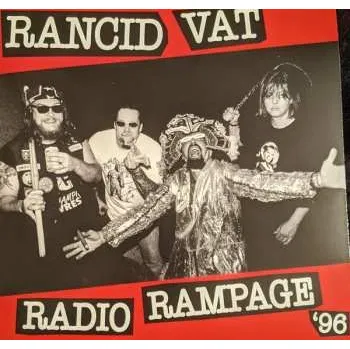 RANCID VAT
RADIO RAMPAGE
'96